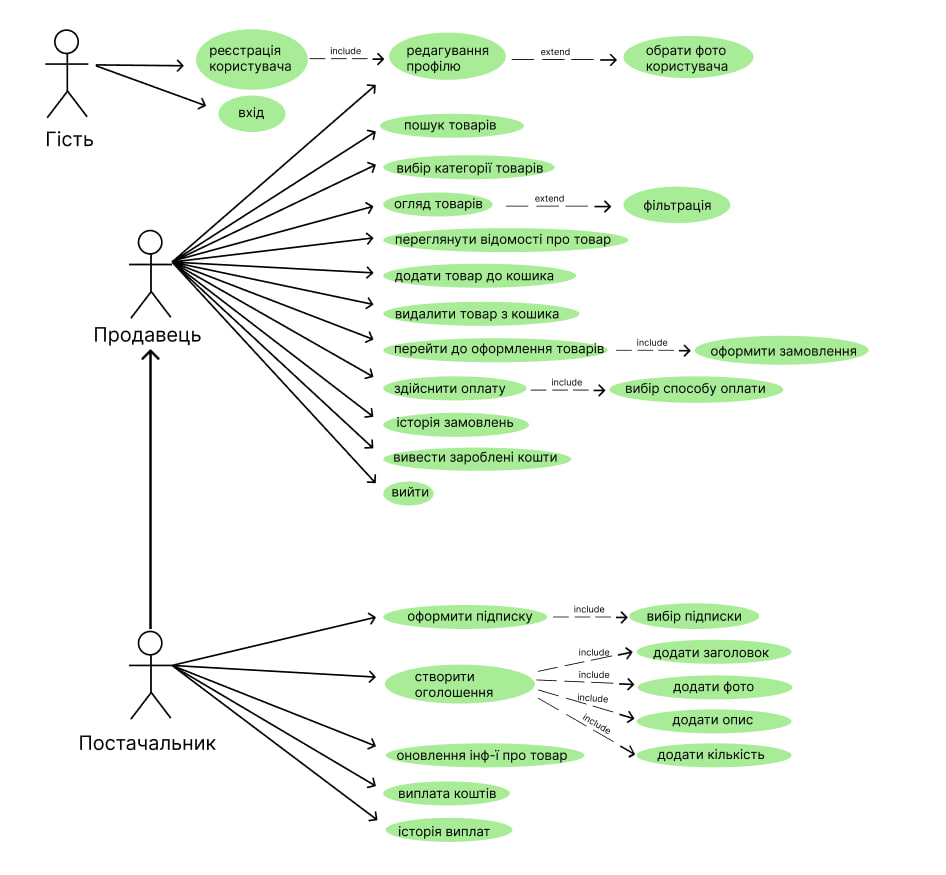 реєстрація
користувача
include
редагування
профілю
extend
обрати фото
користувача
вхід
Гість
пошук товарів
вибір категорії товарів
огляд товарів
extend
фільтрація
переглянути відомості про товар
додати товар до кошика
видалити товар з кошика
Продавець
перейти до оформлення товарів
include
оформити замовлення
здійснити оплату
include
вибір способу оплати
історія замовлень
вивести зароблені кошти
вийти
оформити підписку
include
вибір підписки
створити
оголошення
include
додати заголовок
include
додати фото
include
додати опис
include
додати кількість
Постачальник
оновлення інф-ї про товар
виплата коштів
історія виплат